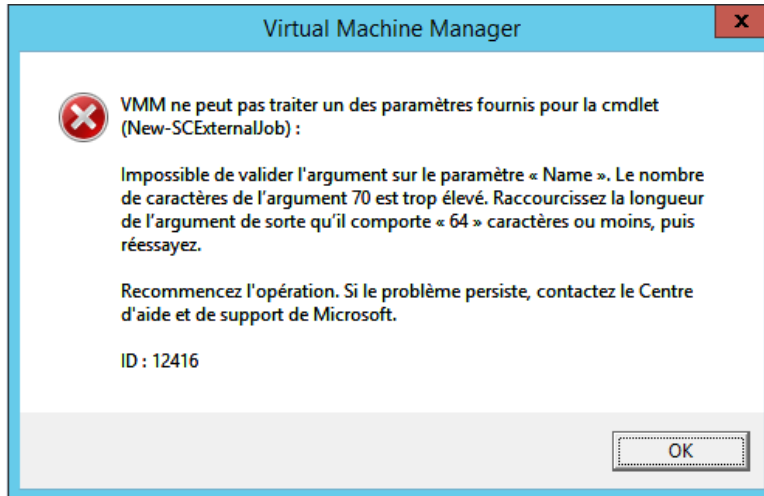 Virtual Machine Manager
x
VMM ne peut pas traiter un des paramètres fournis pour la cmdlet
(New-SCExternalJob) :
Impossible de valider l'argument sur le paramètre « Name ». Le nombre
de caractères de l’argument 70 est trop élevé. Raccourcissez la longueur
de l’argument de sorte qu’il comporte « 64 » caractères ou moins, puis
réessayez.
Recommencez l'opération. Si le problème persiste, contactez le Centre
d'aide et de support de Microsoft.
ID : 12416
OK